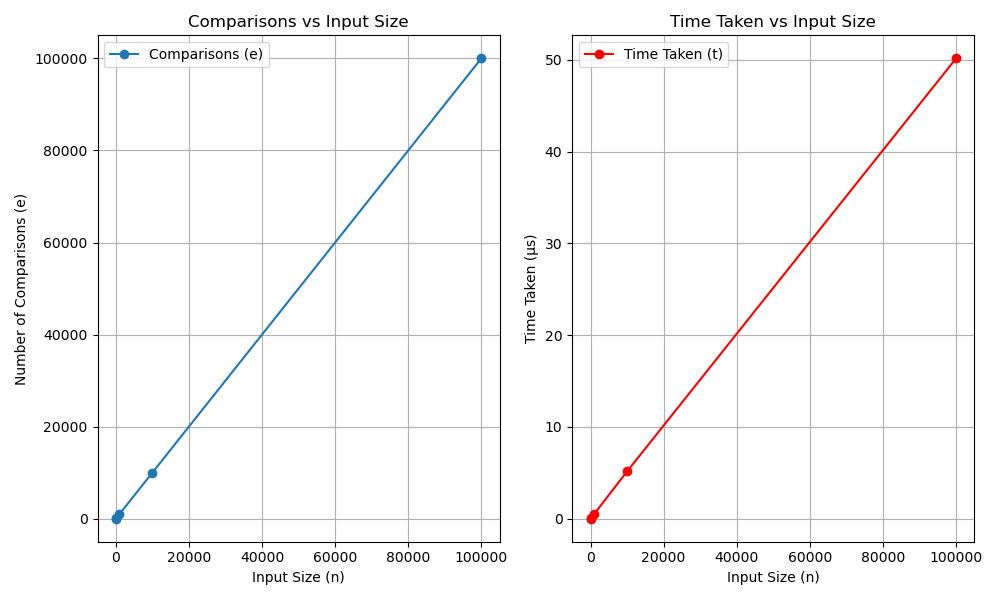 Comparisons vs Input Size
Comparisons (e)
100000
80000
60000
40000
20000
0
Number of Comparisons (e)
0 20000 40000 60000 80000 100000
Input Size (n)
Time Taken vs Input Size
Time Taken (t)
50
40
30
20
10
0
Time Taken (µs)
0 20000 40000 60000 80000 100000
Input Size (n)